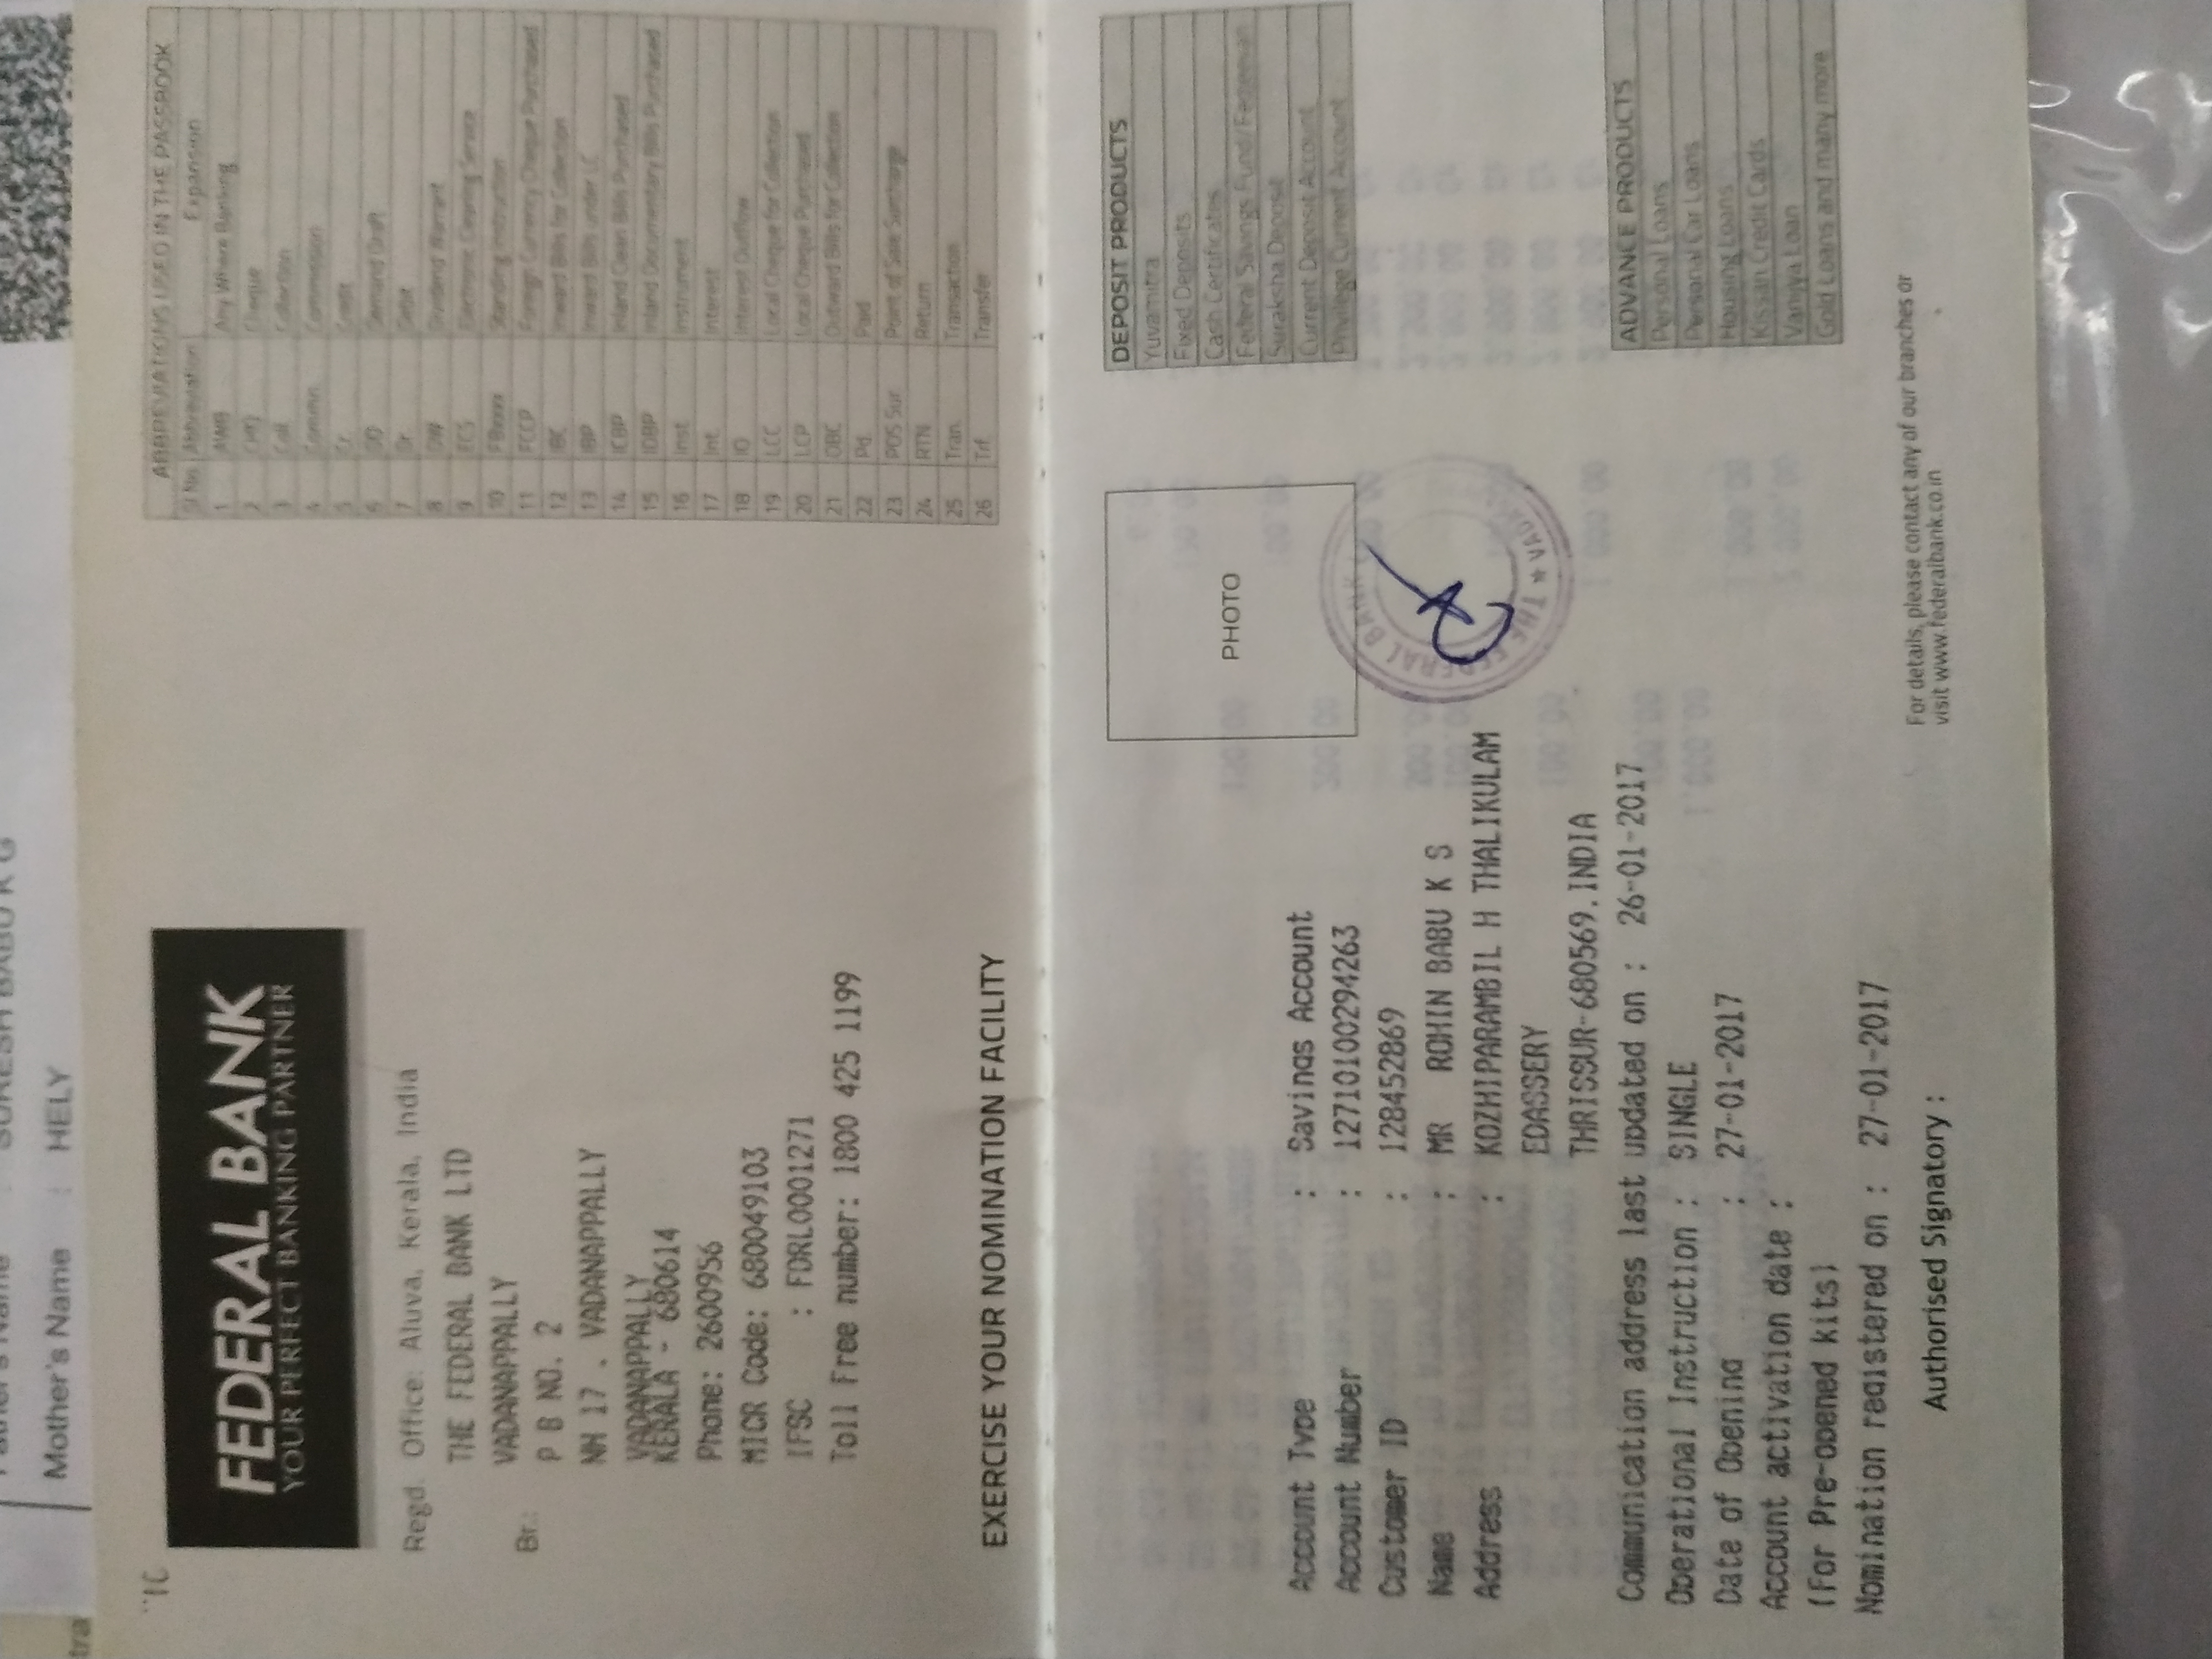 Mother's Name : HELY
FEDERAL BANK
YOUR PERFECT BANKING PARTNER
Regd. Office: Aluva, Kerala, India
THE FEDERAL BANK LTD
Br.: VADANAPPALLY
P B NO. 2
NH 17 . VADANAPPALLY
VADANAPPALLY
KERALA - 680614
Phone: 2600956
MICR Code: 680049103
IFSC : FDRL0001271
Toll Free number: 1800 425 1199
EXERCISE YOUR NOMINATION FACILITY
ABBREVIATIONS USED IN THE PASSBOOK
Sl No Abbreviation Expansion
1 AWB Any Where Banking
2 CHQ Cheque
3 Coll. Collection
4 Commn. Commission
5 Cr. Credit
6 DD Demand Draft
7 Dr. Debit
8 DW Dividend Warrant
9 ECS Electronic Clearing Service
10 Standing Instruction
11 FCCP Foreign Currency Cheque Purchased
12 IBC Inward Bills for Collection
13 IBP Inward Bills under LC
14 ICBP Inland Clean Bills Purchased
15 IDBP Inland Documentary Bills Purchased
16 Inst. Instrument
17 Int. Interest
18 IO Interest Outflow
19 LCC Local Cheque for Collection
20 LCP Local Cheque Purchased
21 OBC Outward Bills for Collection
22 Pd. Paid
23 POS Sur Point of Sale Surcharge
24 RTN Return
25 Tran. Transaction
26 Trf. Transfer
Account Type : Savings Account
Account Number : 12710100294263
Customer ID : 128452869
Name : MR ROHIN BABU K S
Address : KOZHIPARAMBIL H THALIKULAM
EDASSERY
THRISSUR-680569.INDIA
Communication address last updated on : 26-01-2017
Operational Instruction : SINGLE
Date of Opening : 27-01-2017
Account activation date :
(For Pre-opened kits)
Nomination registered on : 27-01-2017
Authorised Signatory :
PHOTO
THE FEDERAL BANK
DEPOSIT PRODUCTS
Yuvamitra
Fixed Deposits
Cash Certificates
Federal Savings Fund/Fedtreasan
Suraksha Deposit
Current Deposit Account
Privilege Current Account
ADVANCE PRODUCTS
Personal Loans
Personal Car Loans
Housing Loans
Kissan Credit Cards
Vaniya Loan
Gold Loans and many more
For details, please contact any of our branches or
visit www.federalbank.co.in